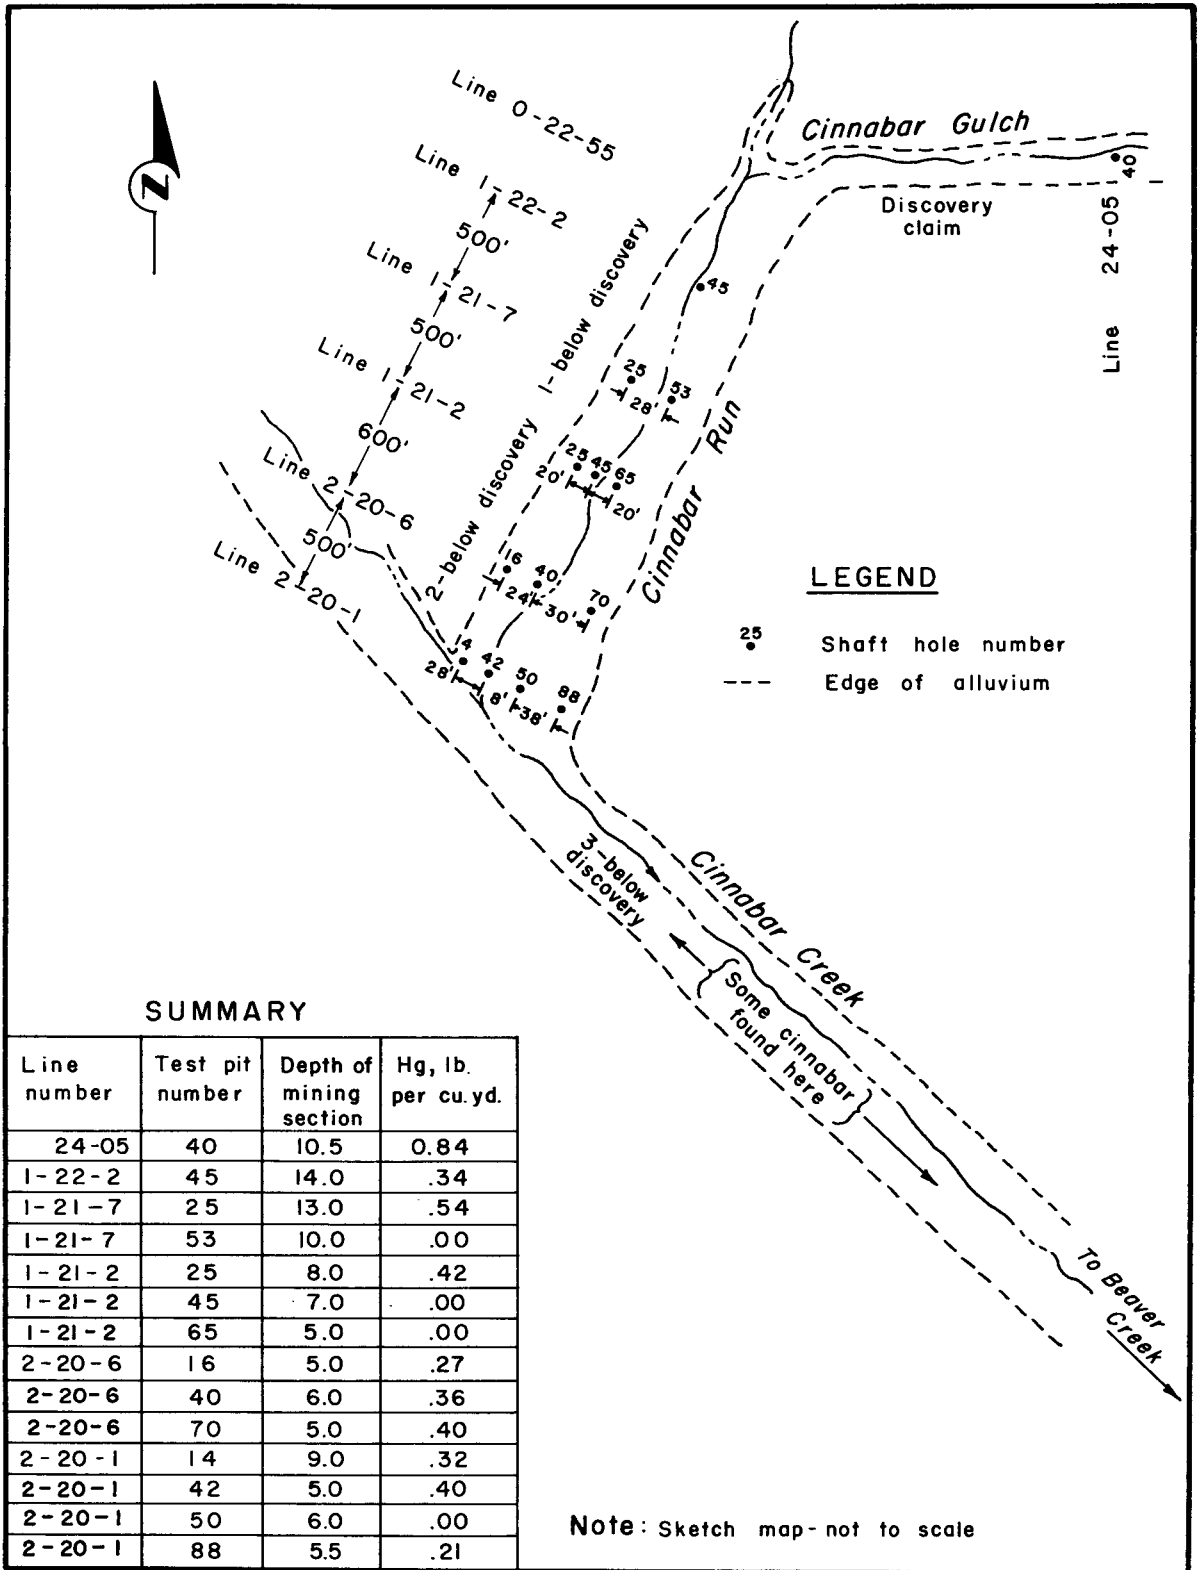 Line 0-22-55
Line 1-22-2
500'
Line 1-21-7
500'
Line 1-21-2
600'
Line 2-20-6
500'
Line 2-20-1
N
Cinnabar Gulch
40
Discovery
claim
Line 24-05
1-below discovery
2-below discovery
45
25
53
28'
25
45
65
20'
20'
16
40
70
24'
30'
14
42
50
88
28'
8'
38'
Cinnabar Run
LEGEND
25
Shaft hole number
Edge of alluvium
Cinnabar Creek
3-below
discovery
Some cinnabar
found here
To Beaver
Creek
SUMMARY
Line number Test pit number Depth of mining section Hg, lb. per cu. yd.
24-05 40 10.5 0.84
1-22-2 45 14.0 .34
1-21-7 25 13.0 .54
1-21-7 53 10.0 .00
1-21-2 25 8.0 .42
1-21-2 45 7.0 .00
1-21-2 65 5.0 .00
2-20-6 16 5.0 .27
2-20-6 40 6.0 .36
2-20-6 70 5.0 .40
2-20-1 14 9.0 .32
2-20-1 42 5.0 .40
2-20-1 50 6.0 .00
2-20-1 88 5.5 .21
Note: Sketch map-not to scale